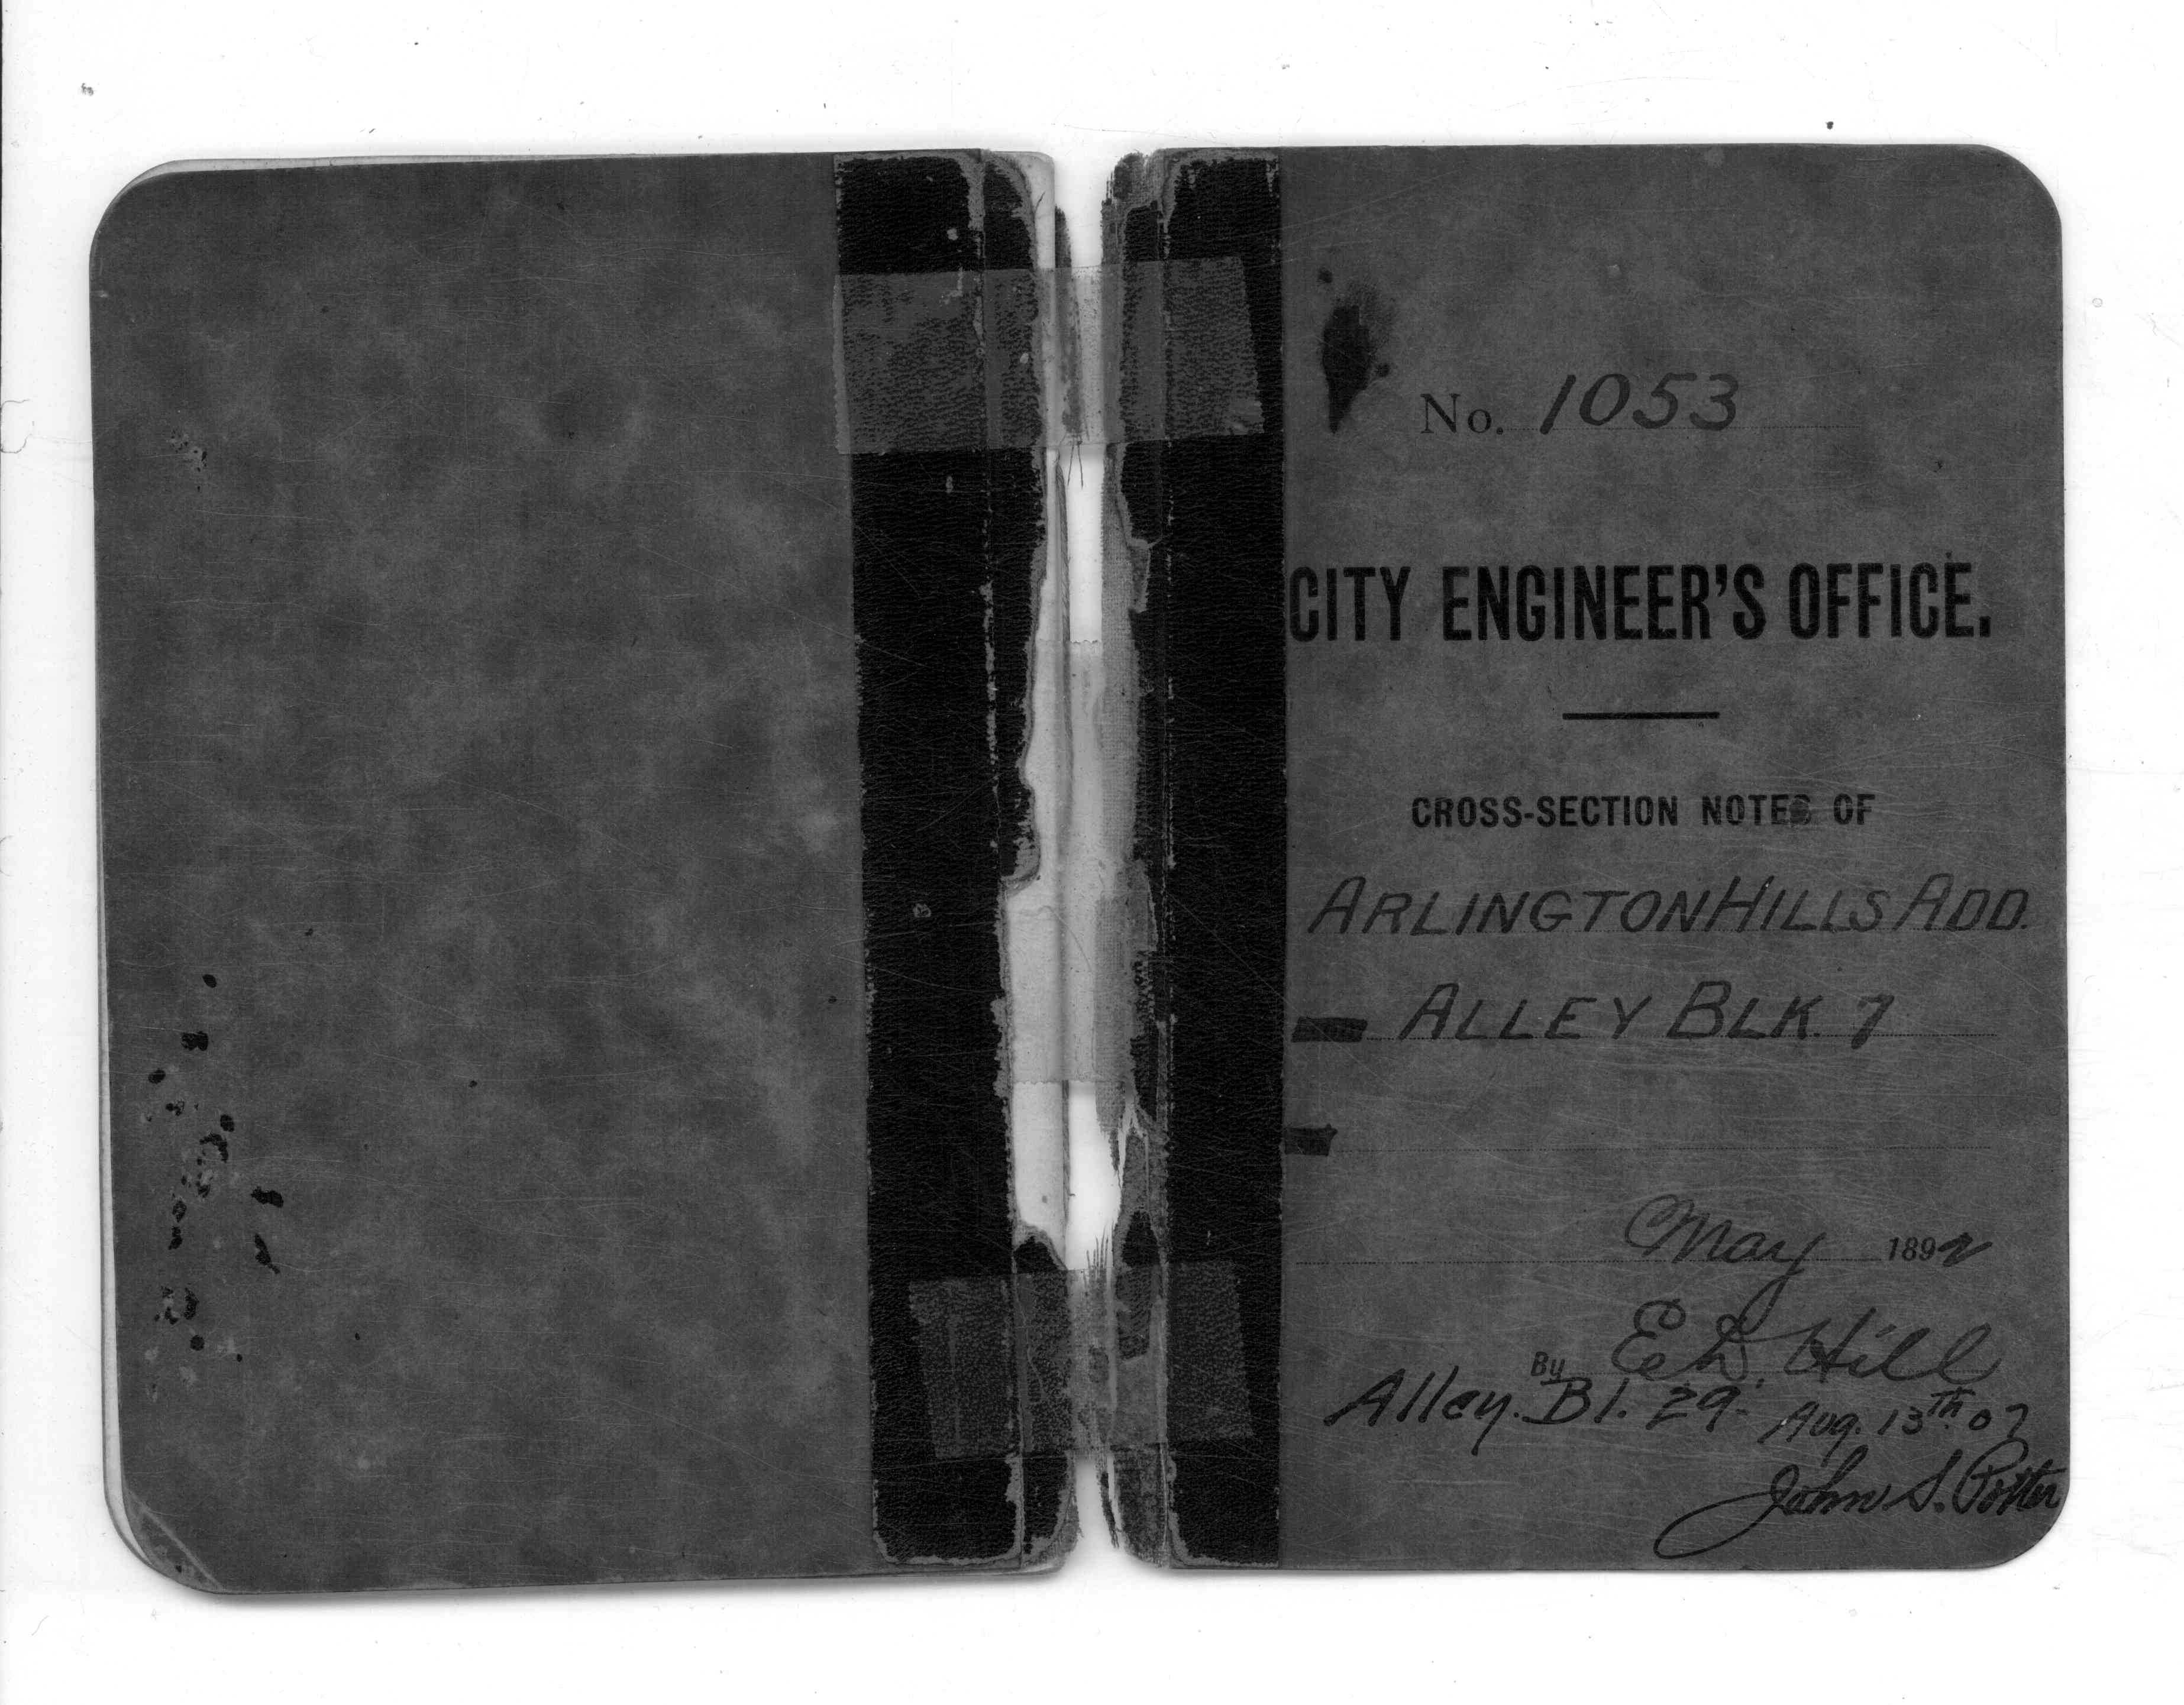 No. 1053
CITY ENGINEER'S OFFICE.
CROSS-SECTION NOTES OF
ARLINGTON HILLS ADD.
ALLEY BLK. 7
May 1892
By E. D. Hill
Alley. Bl. 29. Aug. 13th 07
John S. Potter